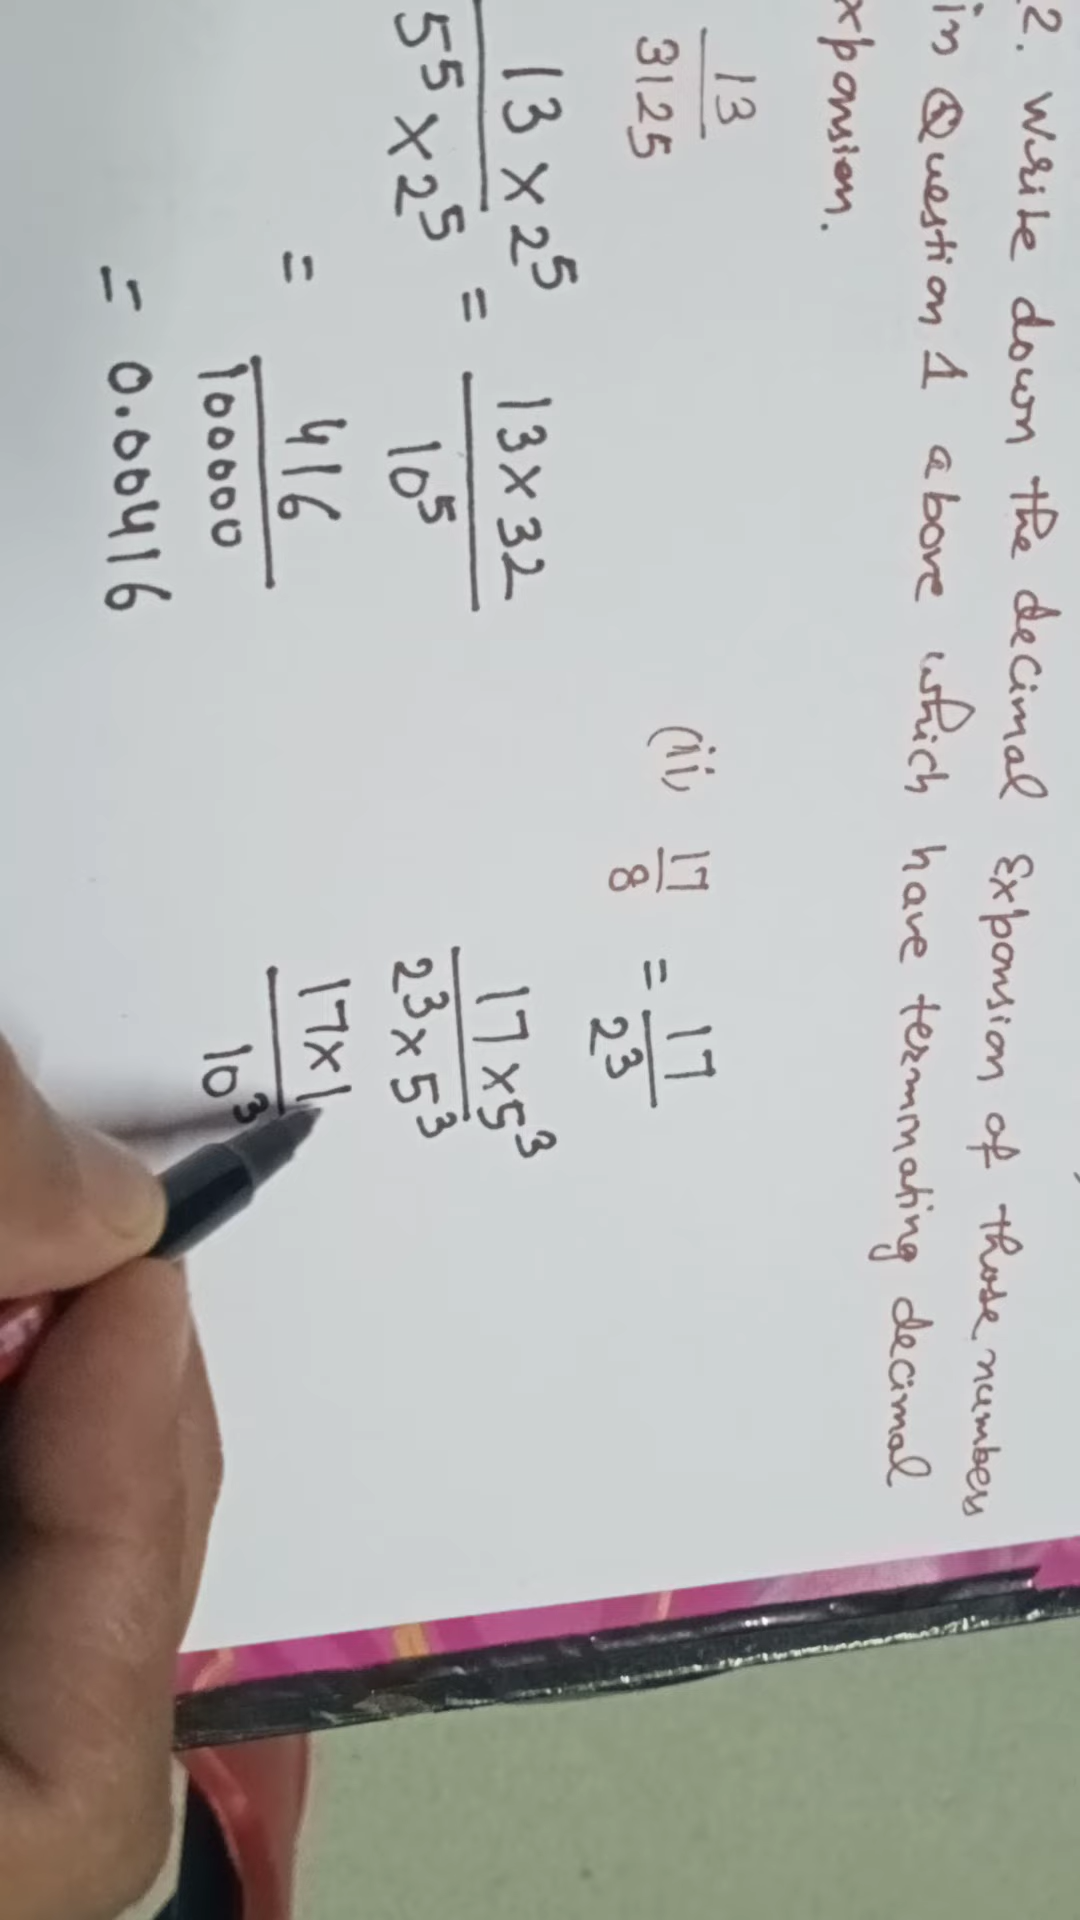 2. Write down the decimal Expansion of those numbers
in Question 1 above which have terminating decimal
xpansion.
13
3125
13 × 2^5
5^5 × 2^5
= 13×32
10^5
= 416
100000
= 0.00416
(ii) 17
8
= 17
2^3
17 × 5^3
2^3 × 5^3
17×1
10^3